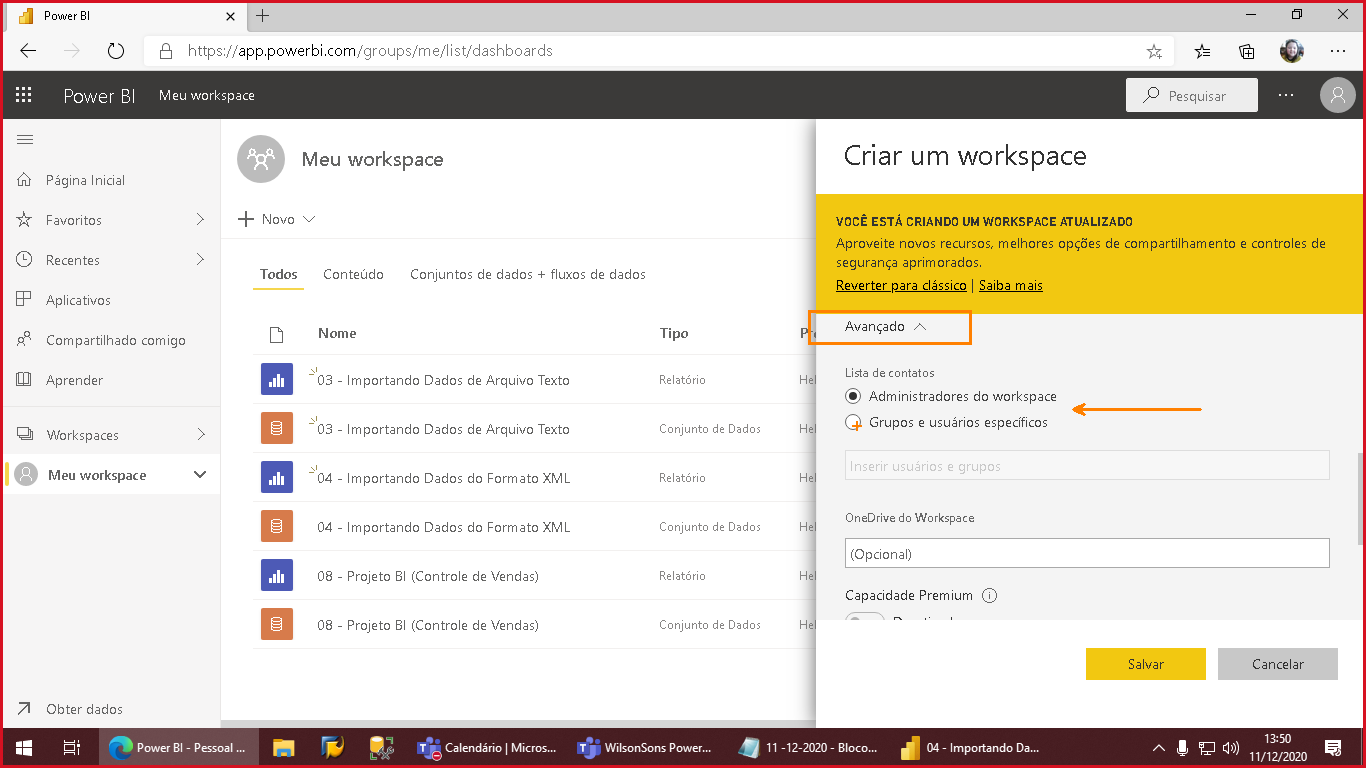 Power BI
https://app.powerbi.com/groups/me/list/dashboards
Power BI
Meu workspace
Pesquisar
Página Inicial
Favoritos
Recentes
Aplicativos
Compartilhado comigo
Aprender
Workspaces
Meu workspace
Obter dados
Meu workspace
Novo
Todos
Conteúdo
Conjuntos de dados + fluxos de dados
Nome Tipo
03 - Importando Dados de Arquivo Texto Relatório Hel
03 - Importando Dados de Arquivo Texto Conjunto de Dados Hel
04 - Importando Dados do Formato XML Relatório Hel
04 - Importando Dados do Formato XML Conjunto de Dados Hel
08 - Projeto BI (Controle de Vendas) Relatório Hel
08 - Projeto BI (Controle de Vendas) Conjunto de Dados Hel
Criar um workspace
VOCÊ ESTÁ CRIANDO UM WORKSPACE ATUALIZADO
Aproveite novos recursos, melhores opções de compartilhamento e controles de
segurança aprimorados.
Reverter para clássico | Saiba mais
Avançado
Lista de contatos
Administradores do workspace
Grupos e usuários específicos
Inserir usuários e grupos
OneDrive do Workspace
(Opcional)
Capacidade Premium
Salvar
Cancelar
Power BI - Pessoal ...
Calendário | Micros...
WilsonSons Power...
11 -12-2020 - Bloco...
04 - Importando Da...
13:50
11/12/2020